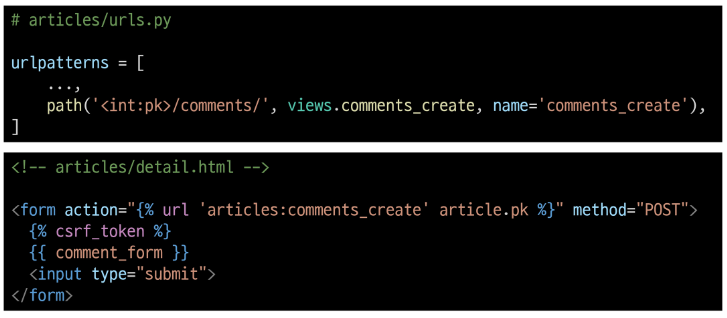 # articles/urls.py
urlpatterns = [
    ...,
    path('<int:pk>/comments/', views.comments_create, name='comments_create'),
]
<!-- articles/detail.html -->
<form action="{% url 'articles:comments_create' article.pk %}" method="POST">
  {% csrf_token %}
  {{ comment_form }}
  <input type="submit">
</form>